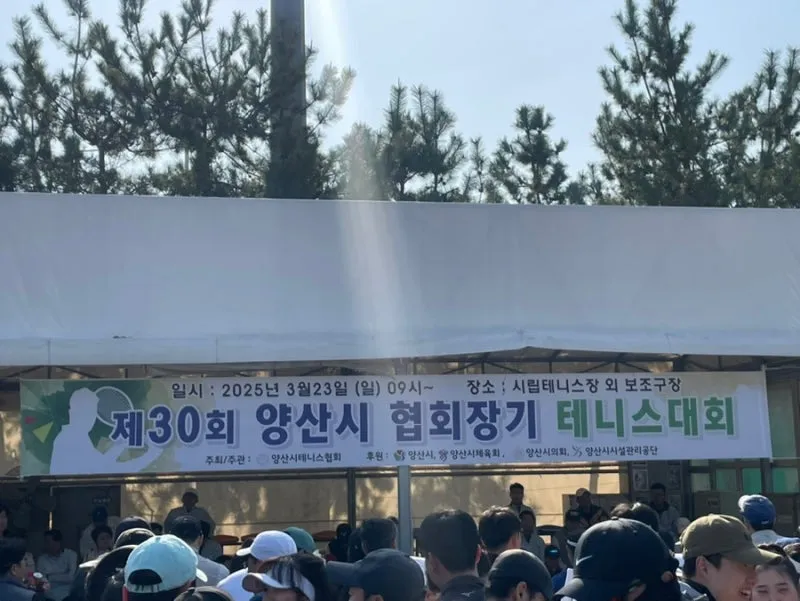 일시 : 2025년 3월23일 (일) 09시~ 장소 : 시립테니스장 외 보조구장
제30회 양산시 협회장기 테니스대회
주최/주관 : 양산시테니스협회 후원 : 양산시, 양산시체육회, 양산시의회, 양산시시설관리공단